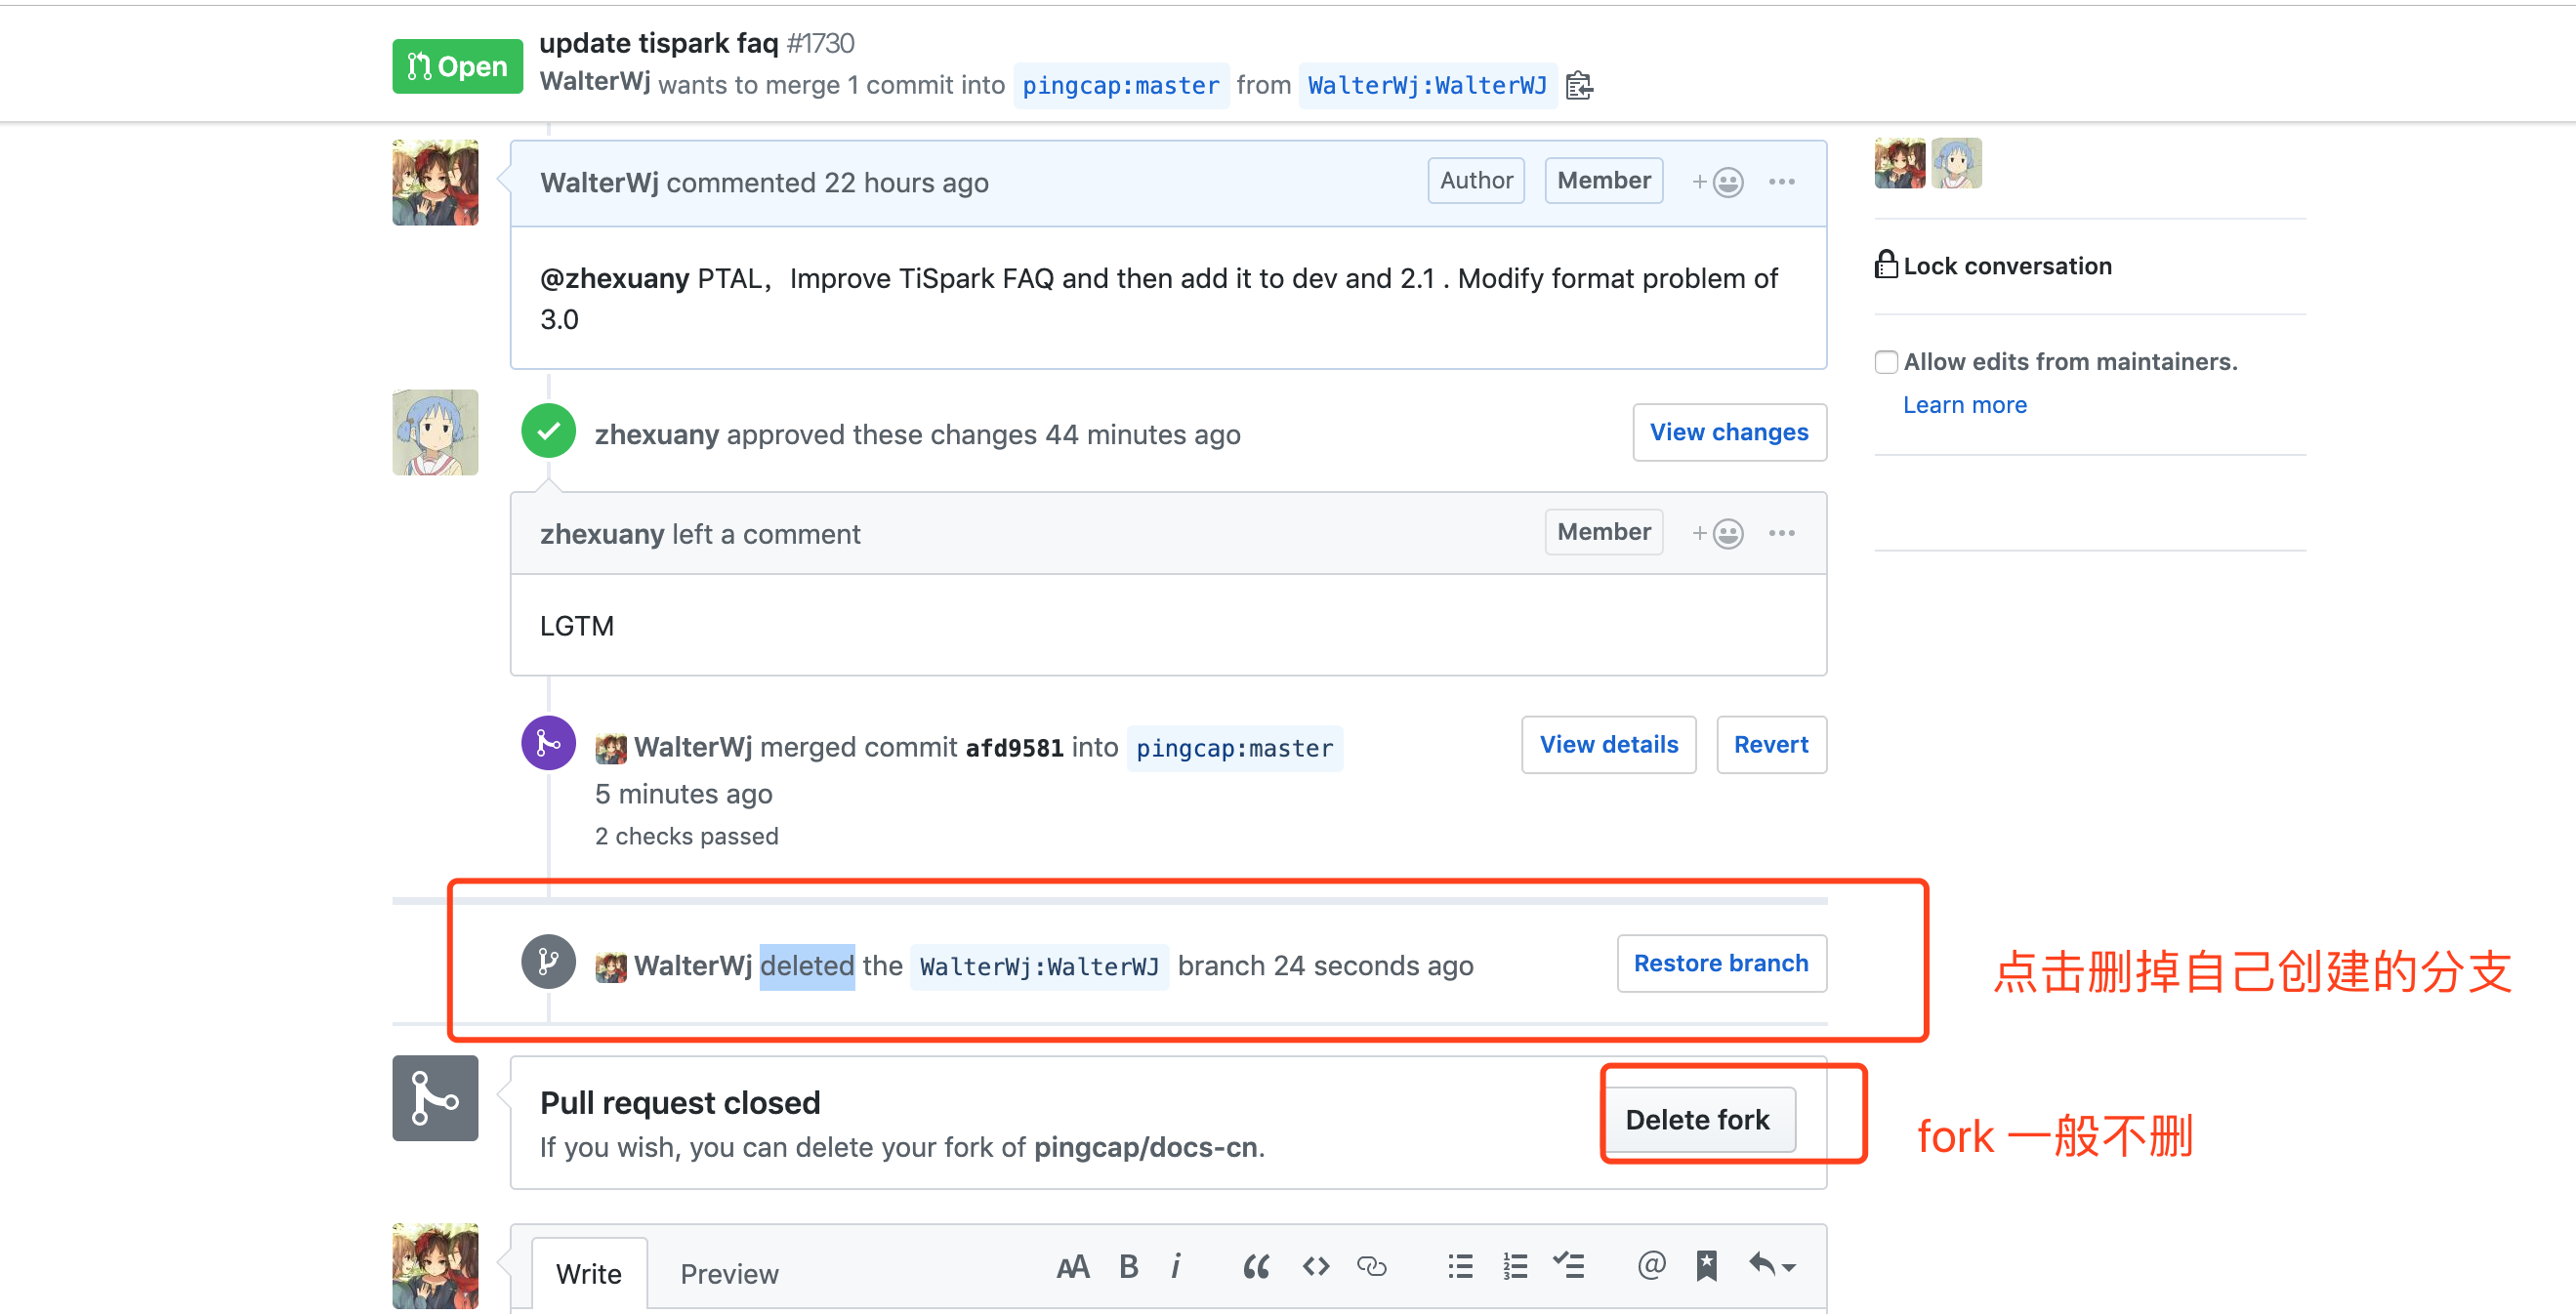 update tispark faq #1730
Open
WalterWj wants to merge 1 commit into pingcap:master from WalterWj:WalterWJ
WalterWj commented 22 hours ago
Author
Member
@zhexuany PTAL，Improve TiSpark FAQ and then add it to dev and 2.1 . Modify format problem of
3.0
Lock conversation
Allow edits from maintainers.
Learn more
zhexuany approved these changes 44 minutes ago
View changes
zhexuany left a comment
Member
LGTM
WalterWj merged commit afd9581 into pingcap:master
5 minutes ago
2 checks passed
View details
Revert
WalterWj deleted the WalterWj:WalterWJ branch 24 seconds ago
Restore branch
点击删掉自己创建的分支
Pull request closed
If you wish, you can delete your fork of pingcap/docs-cn.
Delete fork
fork 一般不删
Write
Preview